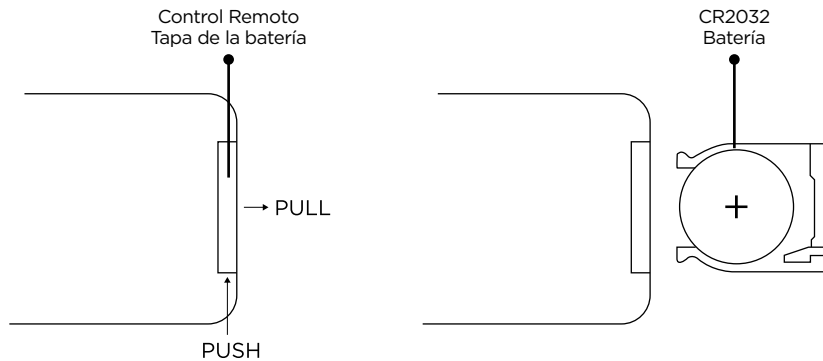 Control Remoto
Tapa de la batería
PULL
PUSH
CR2032
Batería
+